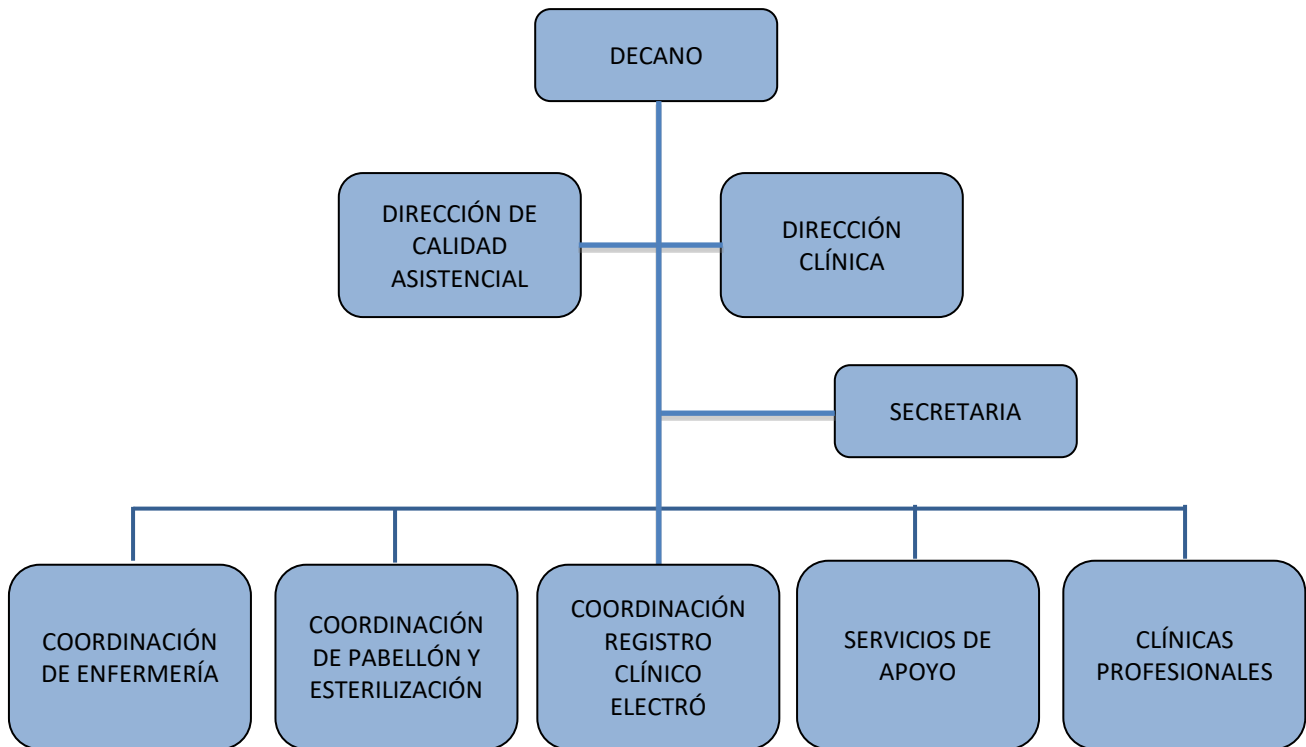 DECANO
DIRECCIÓN DE
CALIDAD
ASISTENCIAL
DIRECCIÓN
CLÍNICA
SECRETARIA
COORDINACIÓN
DE ENFERMERÍA
COORDINACIÓN
DE PABELLÓN Y
ESTERILIZACIÓN
COORDINACIÓN
REGISTRO
CLÍNICO
ELECTRÓ
SERVICIOS DE
APOYO
CLÍNICAS
PROFESIONALES